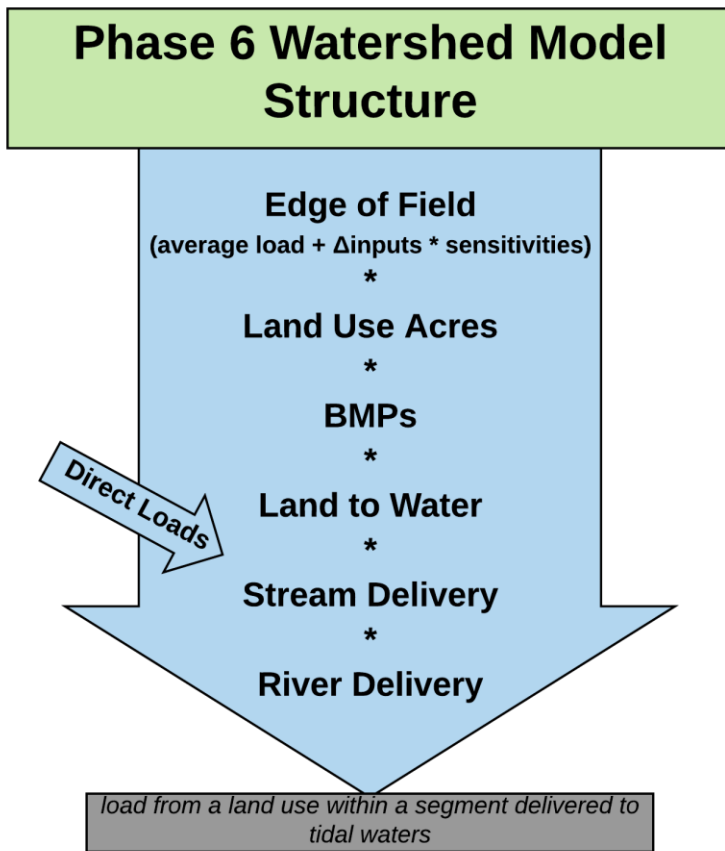 Phase 6 Watershed Model
Structure
Edge of Field
(average load + Δinputs * sensitivities)
*
Land Use Acres
*
BMPs
*
Land to Water
*
Direct Loads
Stream Delivery
*
River Delivery
load from a land use within a segment delivered to
tidal waters